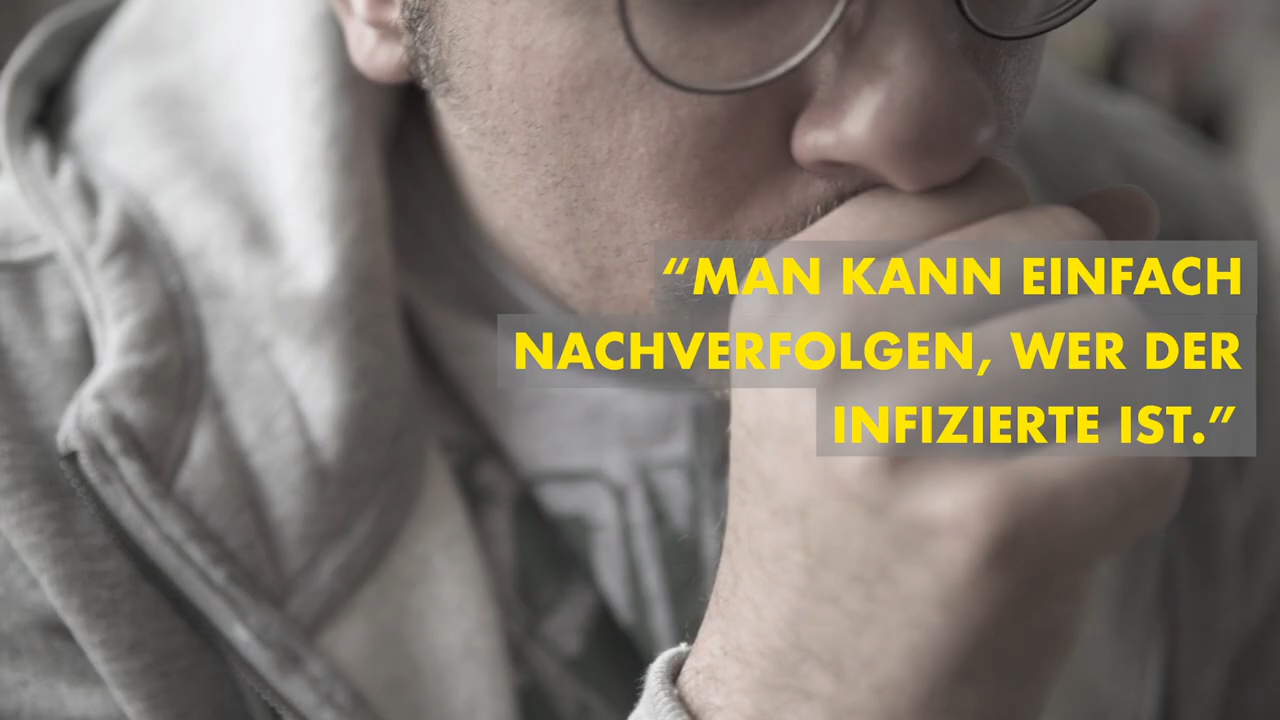 “MAN KANN EINFACH
NACHVERFOLGEN, WER DER
INFIZIERTE IST.”